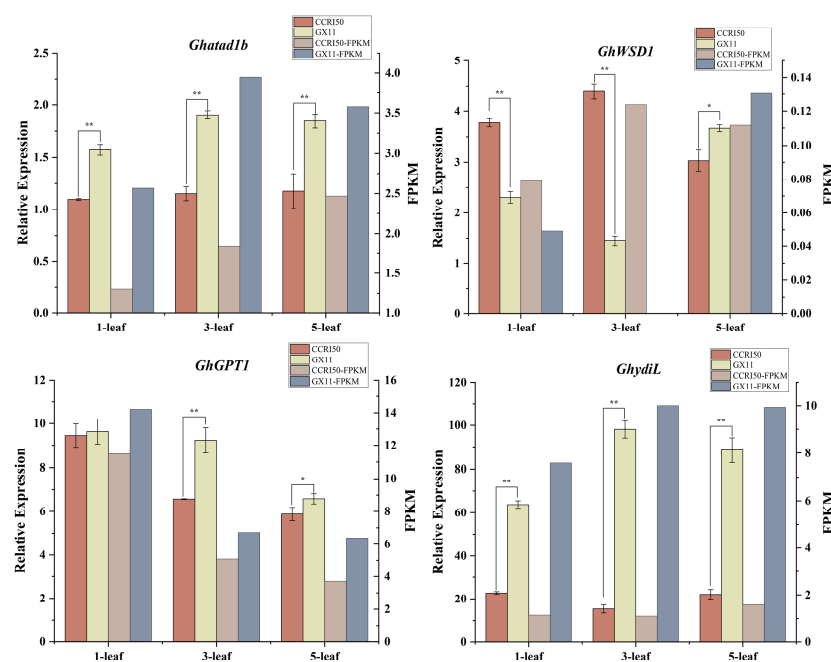 Ghatad1b
CCRI50
GX11
CCRI50-FPKM
GX11-FPKM
Relative Expression
2.5
2.0
1.5
1.0
0.5
0.0
**
**
**
4.0
3.5
3.0
2.5
2.0
1.5
1.0
FPKM
1-leaf 3-leaf 5-leaf
GhWSD1
CCRI50
GX11
CCRI50-FPKM
GX11-FPKM
Relative Expression
5
4
3
2
1
0
**
**
*
0.14
0.12
0.10
0.08
0.06
0.04
0.02
0.00
FPKM
1-leaf 3-leaf 5-leaf
GhGPT1
CCRI50
GX11
CCRI50-FPKM
GX11-FPKM
Relative Expression
12
10
8
6
4
2
0
**
*
16
14
12
10
8
6
4
2
0
FPKM
1-leaf 3-leaf 5-leaf
GhydiL
CCRI50
GX11
CCRI50-FPKM
GX11-FPKM
Relative Expression
120
100
80
60
40
20
0
**
**
**
10
8
6
4
2
0
FPKM
1-leaf 3-leaf 5-leaf